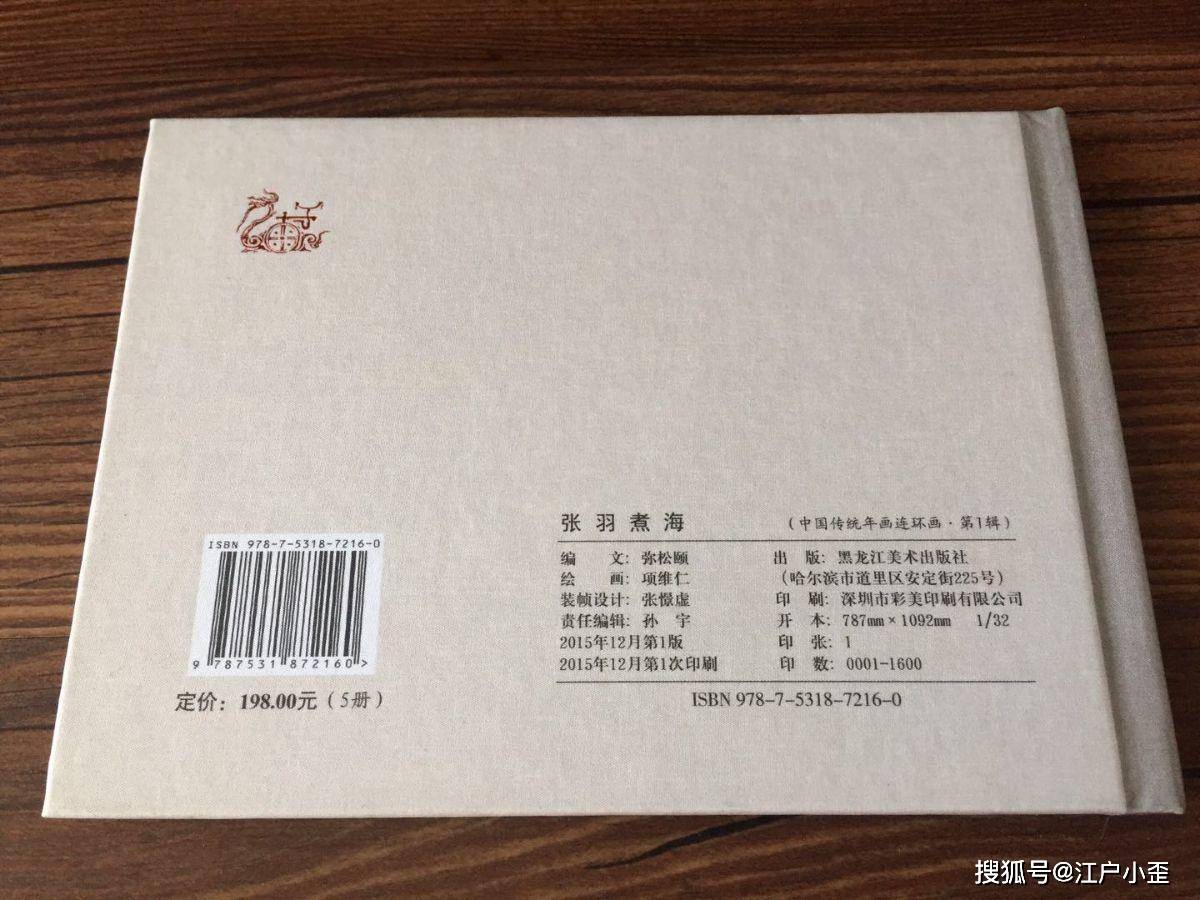 张羽煮海 （中国传统年画连环画·第1辑）
编 文：弥松颐 出 版：黑龙江美术出版社
绘 画：项维仁 （哈尔滨市道里区安定街225号）
装帧设计：张憬虚 印 刷：深圳市彩美印刷有限公司
责任编辑：孙 宇 开 本：787mm×1092mm 1/32
2015年12月第1版 印 张：1
2015年12月第1次印刷 印 数：0001-1600
ISBN 978-7-5318-7216-0
ISBN 978-7-5318-7216-0
9 787531 872160 >
定价：198.00元（5册）
搜狐号@江户小歪